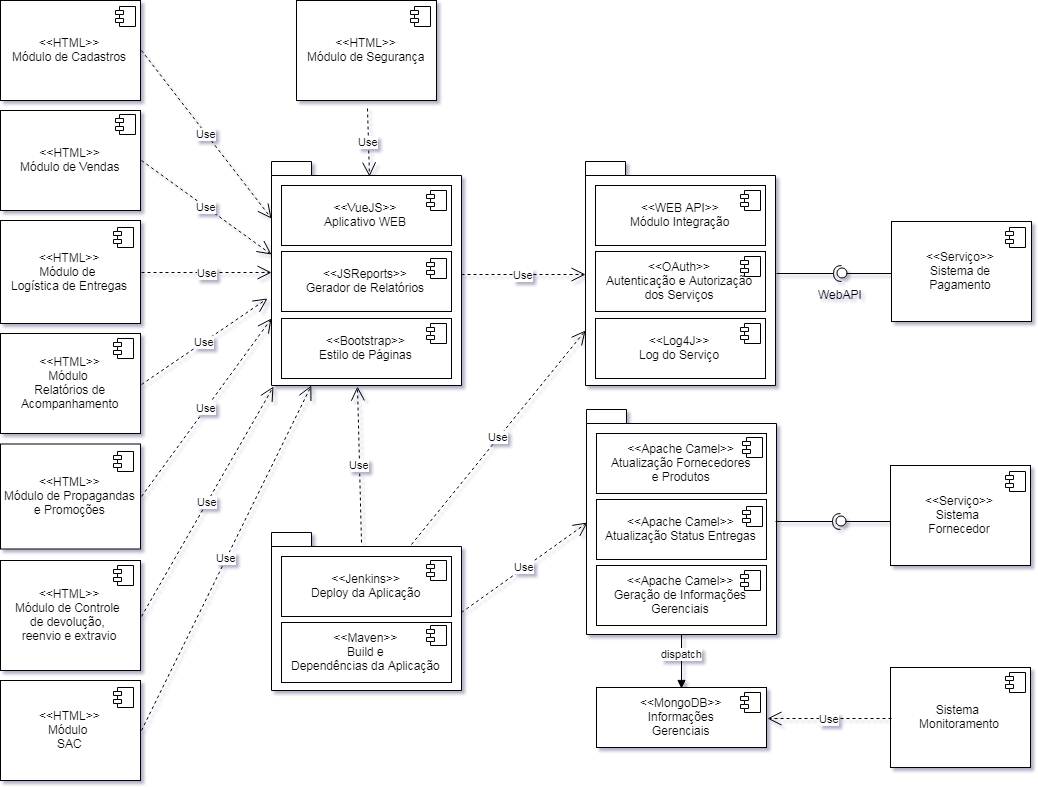 <<HTML>>
Módulo de Cadastros
<<HTML>>
Módulo de Segurança
Use
Use
<<HTML>>
Módulo de Vendas
Use
<<HTML>>
Módulo de
Logística de Entregas
Use
<<HTML>>
Módulo
Relatórios de
Acompanhamento
Use
<<HTML>>
Módulo de Propagandas
e Promoções
Use
<<HTML>>
Módulo de Controle
de devolução,
reenvio e extravio
Use
<<HTML>>
Módulo
SAC
Use
<<VueJS>>
Aplicativo WEB
<<JSReports>>
Gerador de Relatórios
<<Bootstrap>>
Estilo de Páginas
Use
<<WEB API>>
Módulo Integração
<<OAuth>>
Autenticação e Autorização
dos Serviços
<<Log4J>>
Log do Serviço
WebAPI
<<Serviço>>
Sistema de
Pagamento
Use
Use
Use
<<Jenkins>>
Deploy da Aplicação
<<Maven>>
Build e
Dependências da Aplicação
<<Apache Camel>>
Atualização Fornecedores
e Produtos
<<Apache Camel>>
Atualização Status Entregas
<<Apache Camel>>
Geração de Informações
Gerenciais
<<Serviço>>
Sistema
Fornecedor
dispatch
<<MongoDB>>
Informações
Gerenciais
Use
Sistema
Monitoramento